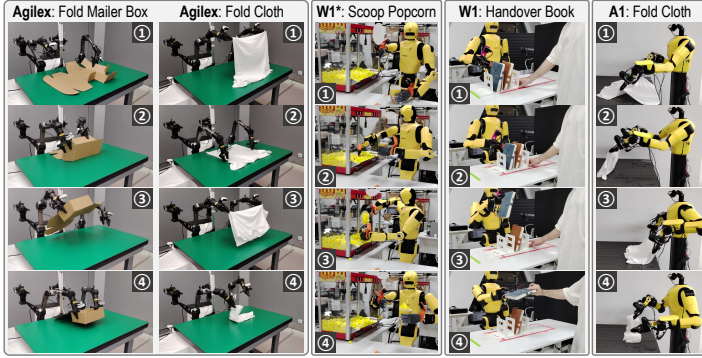 Agilex: Fold Mailer Box
Agilex: Fold Cloth
W1*: Scoop Popcorn
W1: Handover Book
A1: Fold Cloth
① ① ① ① ①
② ② ② ② ②
③ ③ ③ ③ ③
④ ④ ④ ④ ④